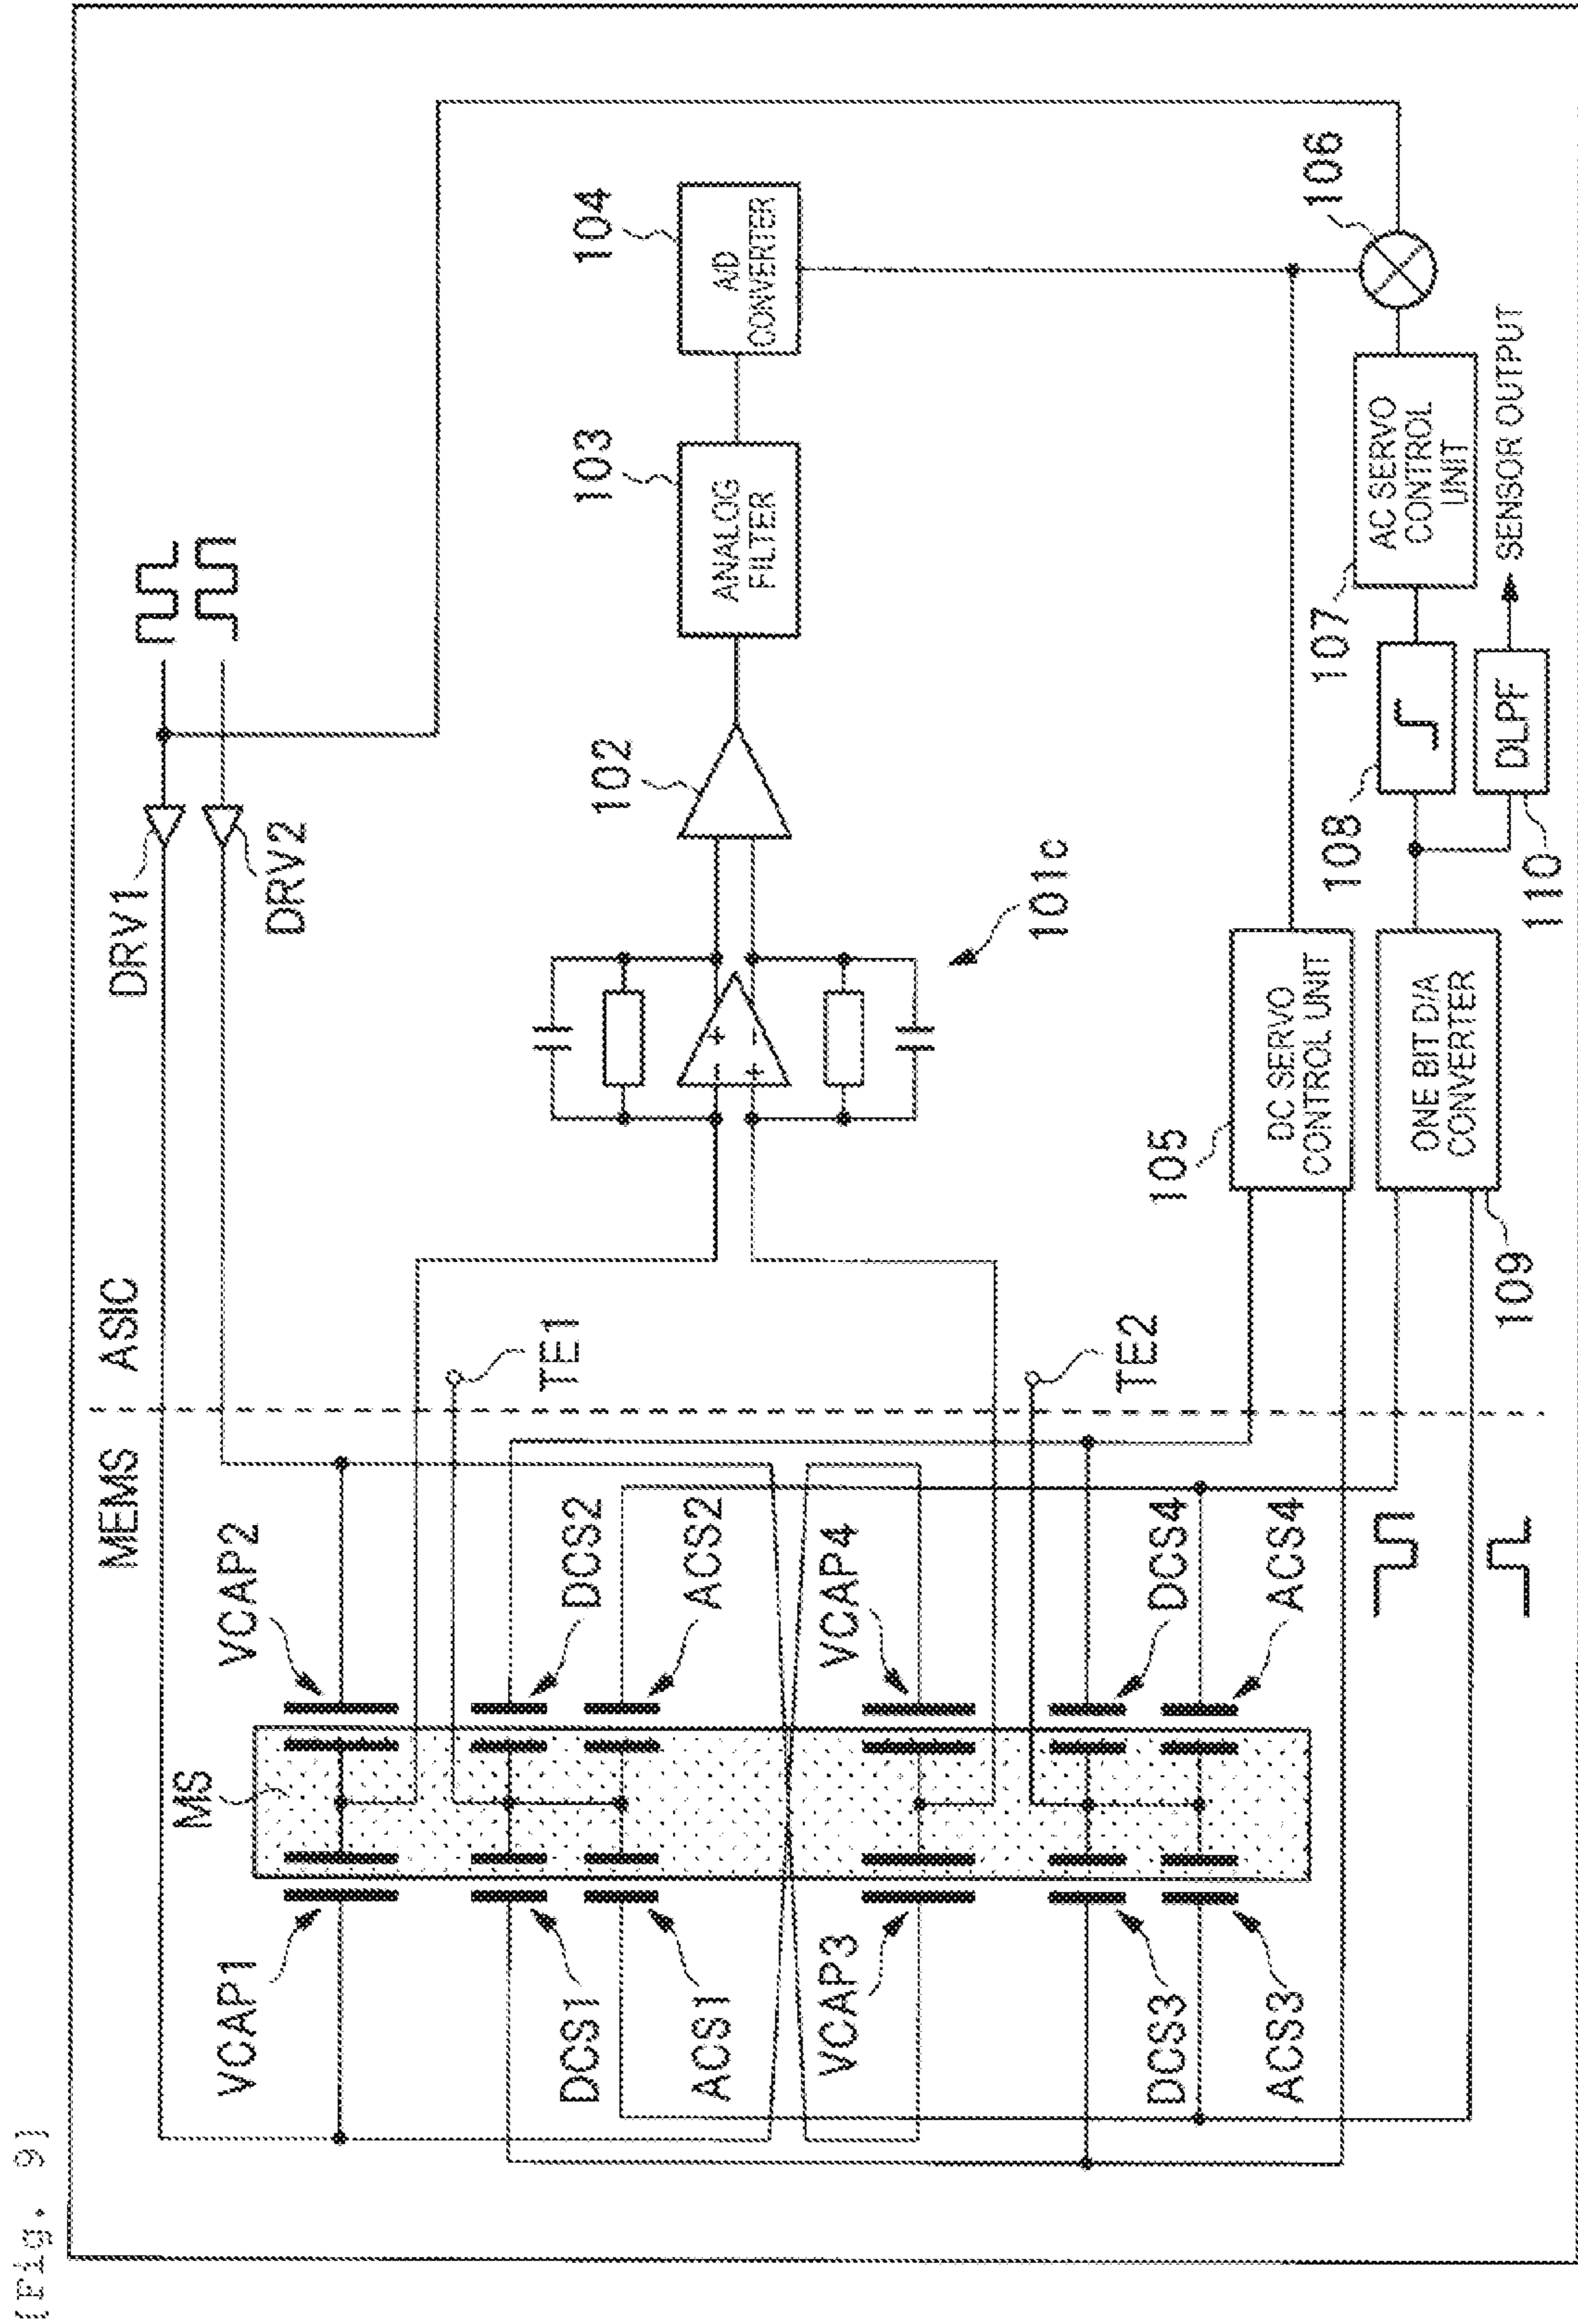 [Fig. 9]
MEMS
ASIC
DRV1
DRV2
VCAP1
VCAP2
MS
DCS1
DCS2
ACS1
ACS2
TE1
VCAP3
VCAP4
DCS3
DCS4
ACS3
ACS4
TE2
101c
102
103
ANALOG
FILTER
104
A/D
CONVERTER
105
DC SERVO
CONTROL UNIT
106
107
AC SERVO
CONTROL
UNIT
108
109
ONE BIT D/A
CONVERTER
110
DLPF
SENSOR OUTPUT
- +
+ -